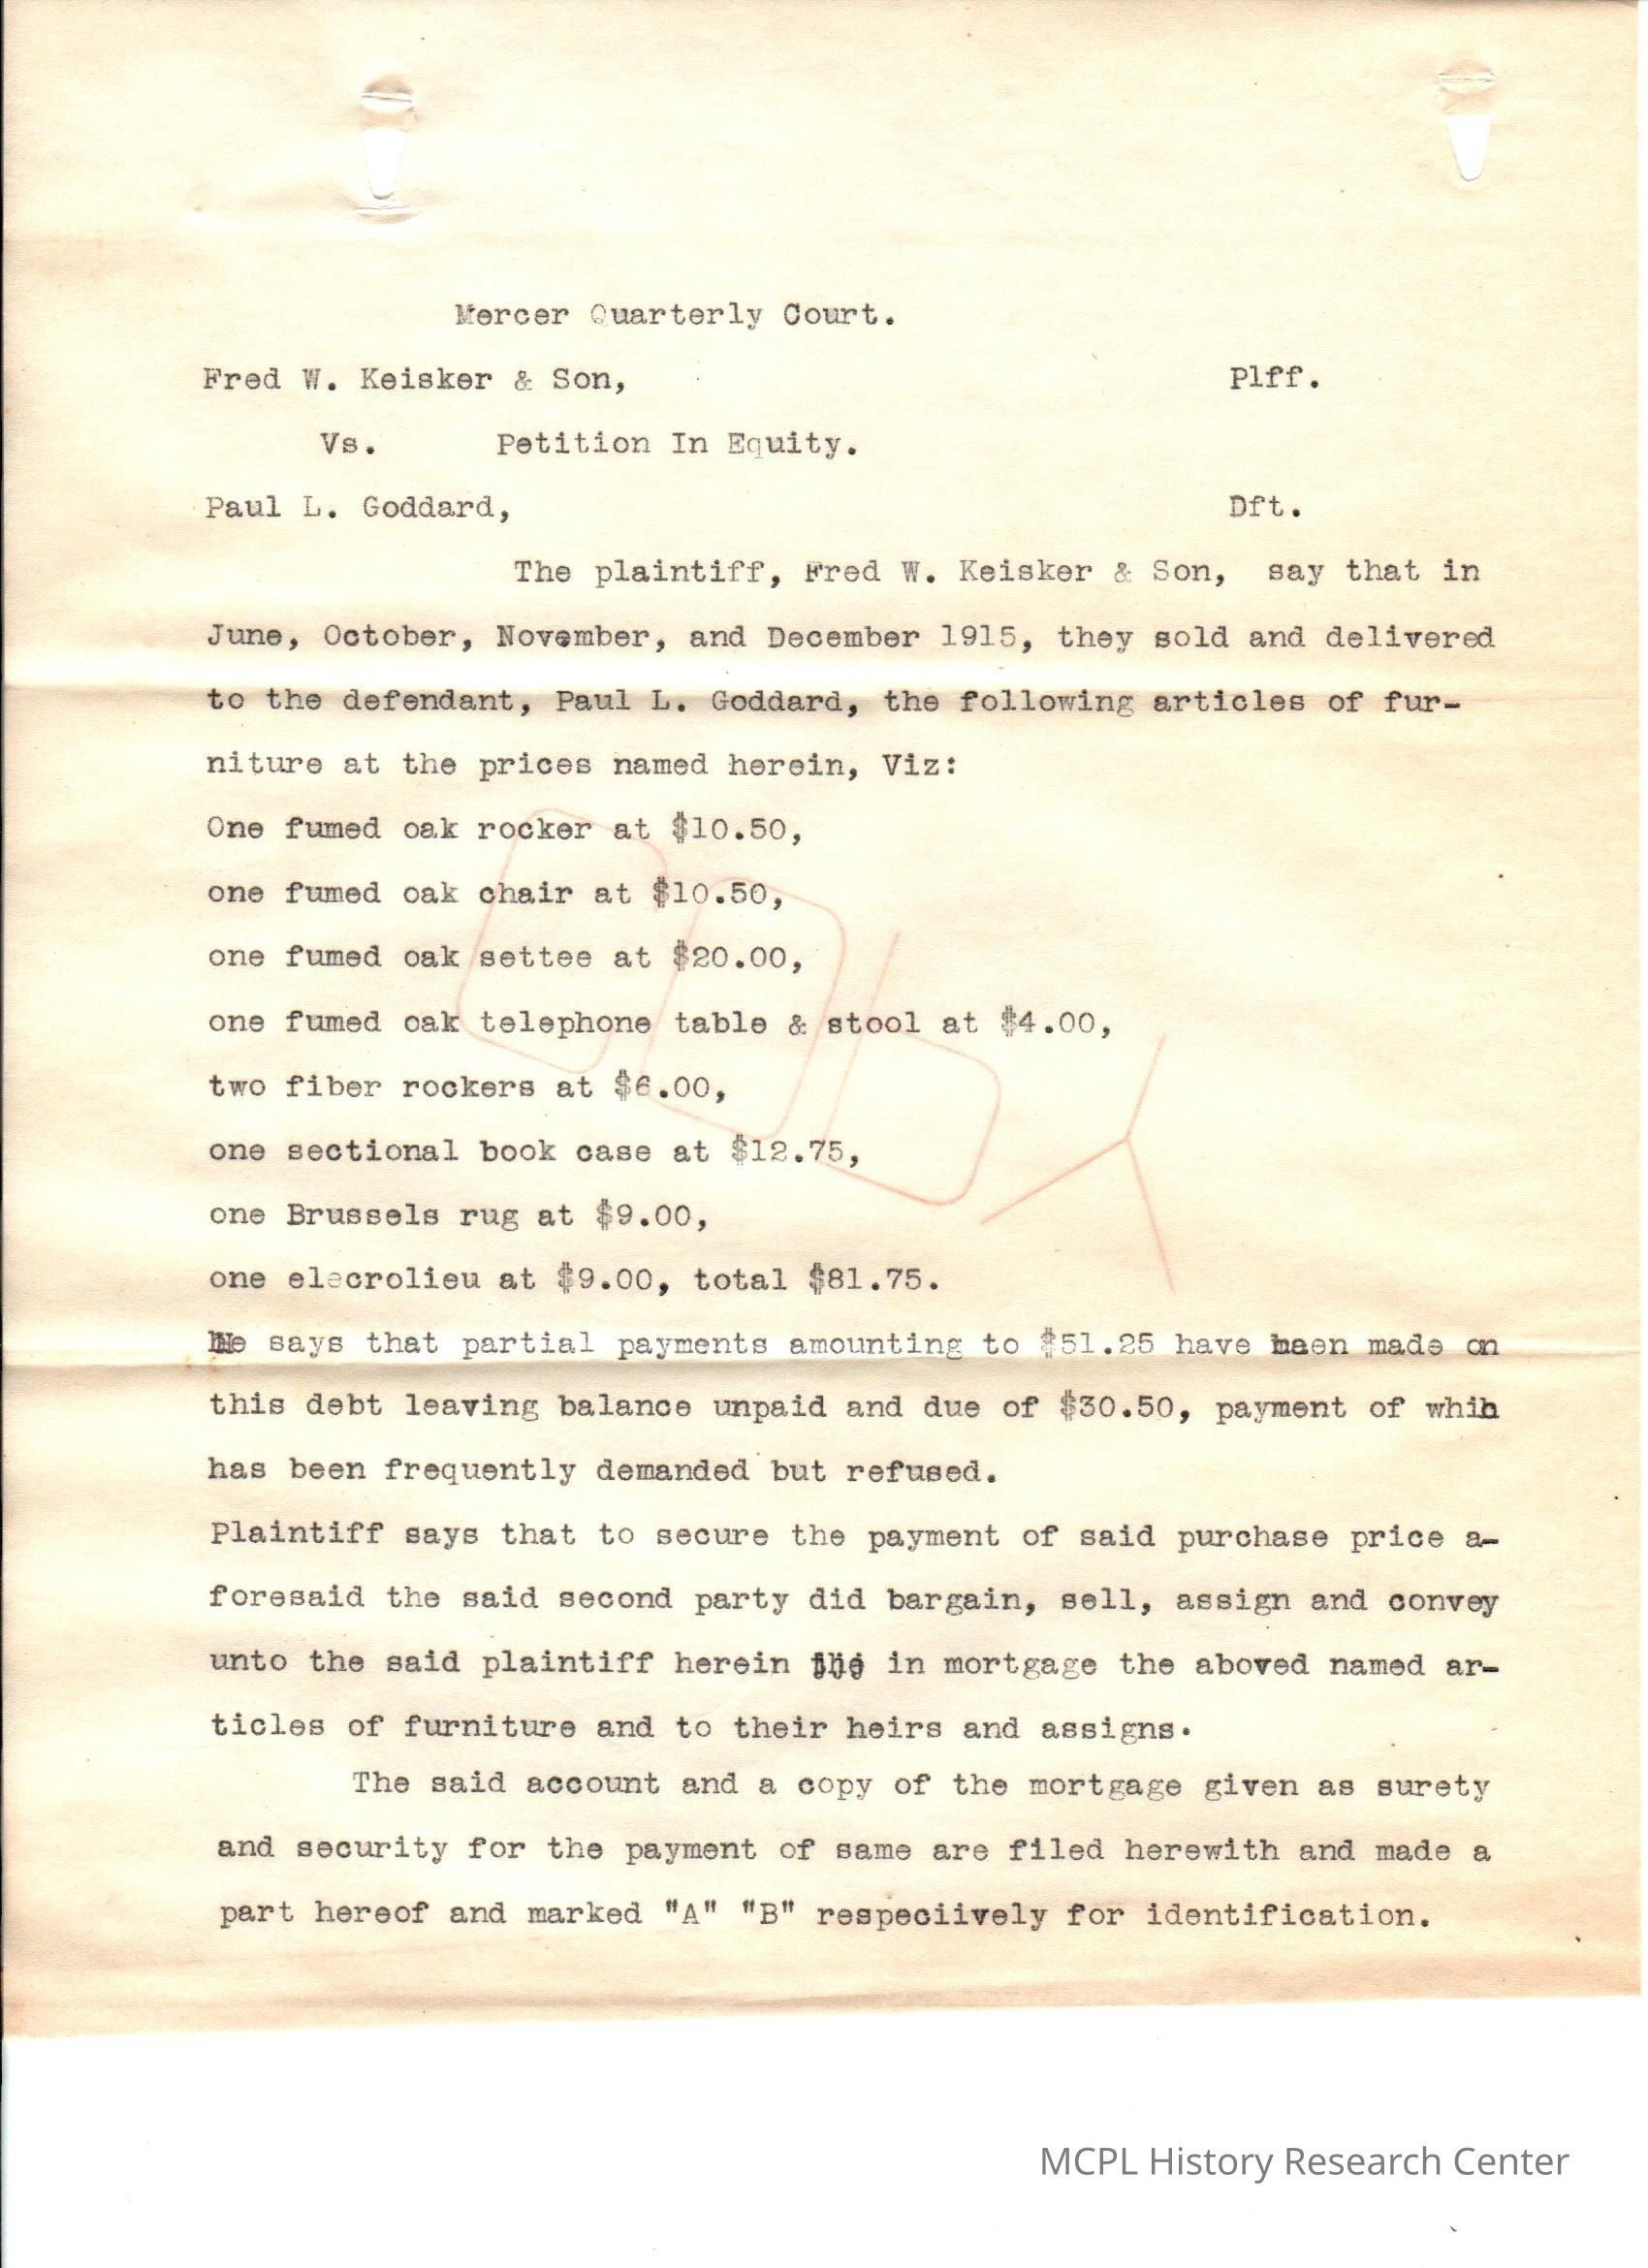 Mercer Quarterly Court.
Fred W. Keisker & Son, Plff.
Vs. Petition In Equity.
Paul L. Goddard, Dft.
The plaintiff, Fred W. Keisker & Son, say that in
June, October, November, and December 1915, they sold and delivered
to the defendant, Paul L. Goddard, the following articles of fur-
niture at the prices named herein, Viz:
One fumed oak rocker at $10.50,
one fumed oak chair at $10.50,
one fumed oak settee at $20.00,
one fumed oak telephone table & stool at $4.00,
two fiber rockers at $6.00,
one sectional book case at $12.75,
one Brussels rug at $9.00,
one elecrolieu at $9.00, total $81.75.
He says that partial payments amounting to $51.25 have been made on
this debt leaving balance unpaid and due of $30.50, payment of whih
has been frequently demanded but refused.
Plaintiff says that to secure the payment of said purchase price a-
foresaid the said second party did bargain, sell, assign and convey
unto the said plaintiff herein in mortgage the aboved named ar-
ticles of furniture and to their heirs and assigns.
The said account and a copy of the mortgage given as surety
and security for the payment of same are filed herewith and made a
part hereof and marked "A" "B" respeciively for identification.
COPY
MCPL History Research Center